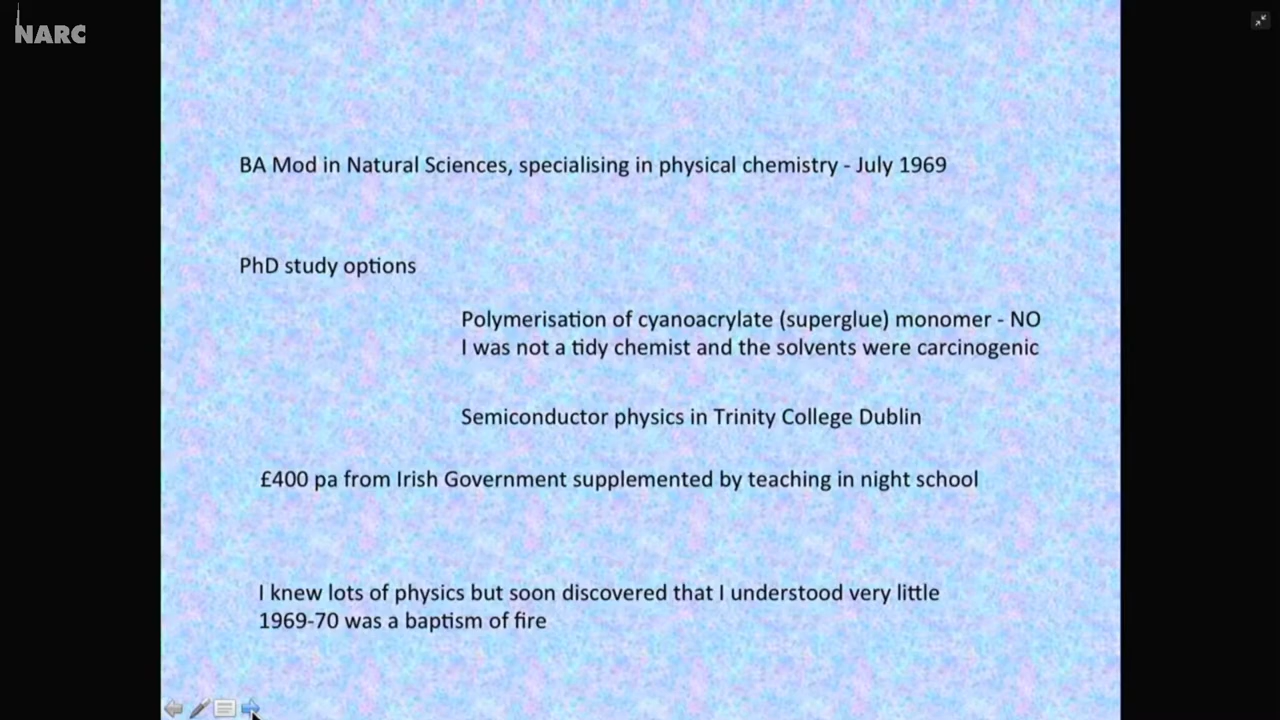 NARC
BA Mod in Natural Sciences, specialising in physical chemistry - July 1969
PhD study options
Polymerisation of cyanoacrylate (superglue) monomer - NO
I was not a tidy chemist and the solvents were carcinogenic
Semiconductor physics in Trinity College Dublin
£400 pa from Irish Government supplemented by teaching in night school
I knew lots of physics but soon discovered that I understood very little
1969-70 was a baptism of fire